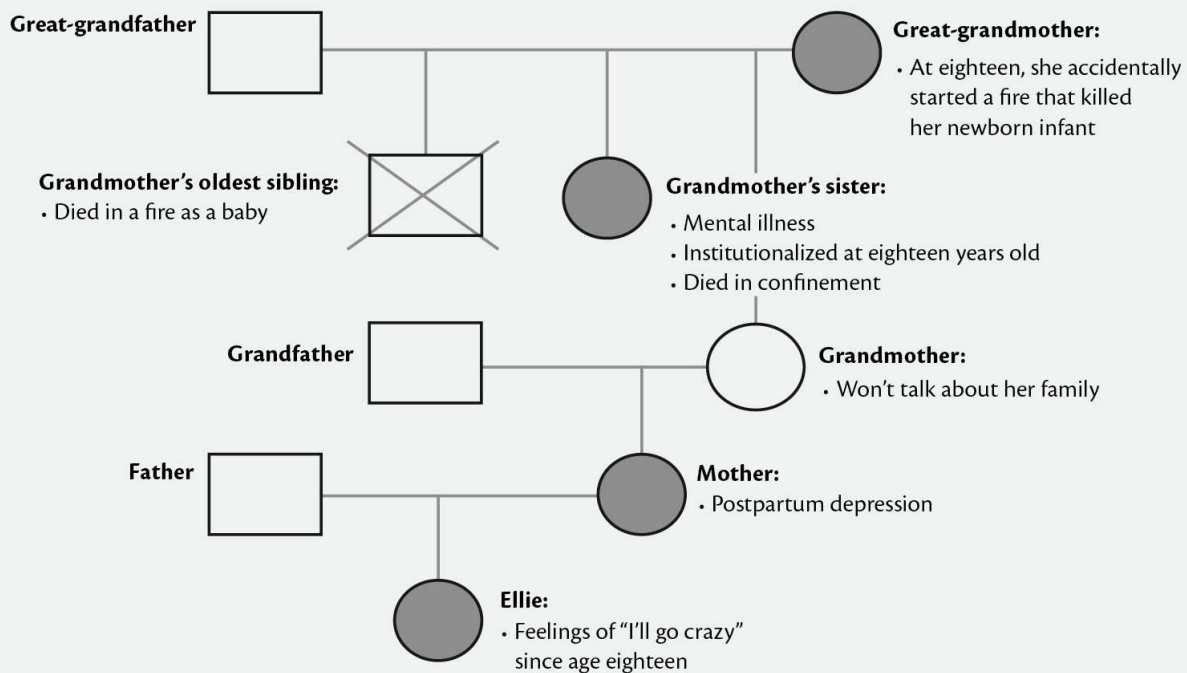 Great-grandfather
Great-grandmother:
• At eighteen, she accidentally
started a fire that killed
her newborn infant
Grandmother’s oldest sibling:
• Died in a fire as a baby
Grandmother’s sister:
• Mental illness
• Institutionalized at eighteen years old
• Died in confinement
Grandfather
Grandmother:
• Won’t talk about her family
Father
Mother:
• Postpartum depression
Ellie:
• Feelings of “I’ll go crazy”
since age eighteen